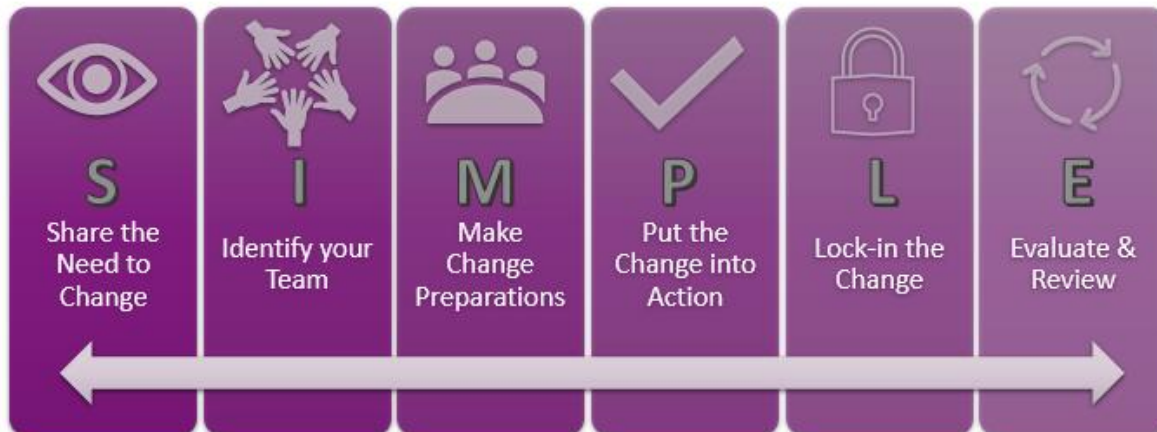 S
Share the
Need to
Change
I
Identify your
Team
M
Make
Change
Preparations
P
Put the
Change into
Action
L
Lock-in the
Change
E
Evaluate &
Review